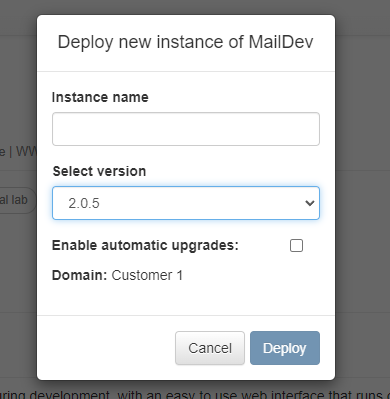 Deploy new instance of MailDev
e | WW
Instance name
Select version
al lab
2.0.5
Enable automatic upgrades:
Domain: Customer 1
Cancel Deploy
uring development, with an easy to use web interface that runs